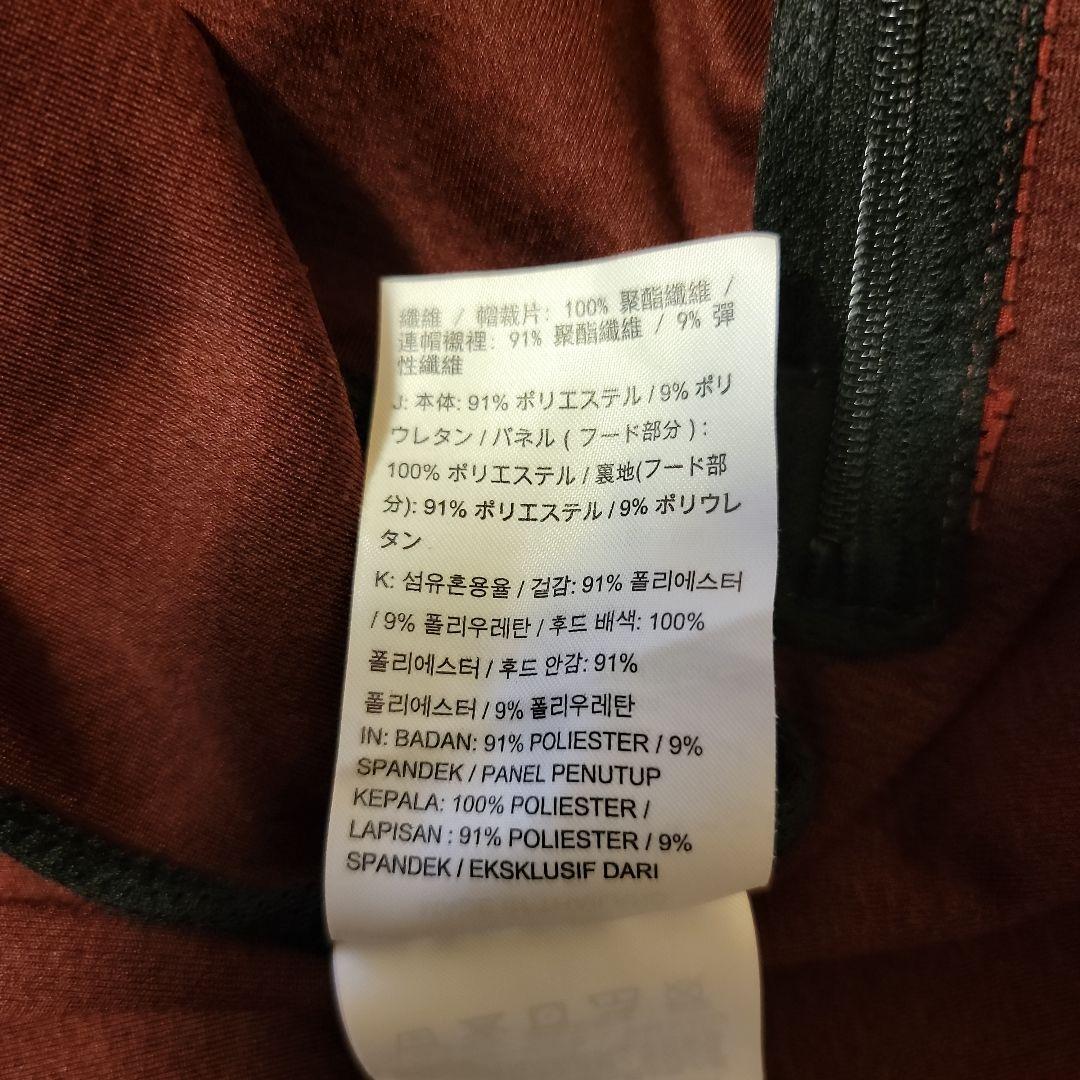 纖維 / 帽裁片: 100% 聚酯纖維 /
連帽襯裡: 91% 聚酯纖維 / 9% 彈
性纖維
J: 本体: 91% ポリエステル / 9% ポリ
ウレタン / パネル ( フード部分 ) :
100% ポリエステル / 裏地(フード部
分): 91% ポリエステル / 9% ポリウレ
タン
K: 섬유혼용율 / 겉감: 91% 폴리에스터
/ 9% 폴리우레탄 / 후드 배색: 100%
폴리에스터 / 후드 안감: 91%
폴리에스터 / 9% 폴리우레탄
IN: BADAN: 91% POLIESTER / 9%
SPANDEK / PANEL PENUTUP
KEPALA: 100% POLIESTER /
LAPISAN : 91% POLIESTER / 9%
SPANDEK / EKSKLUSIF DARI